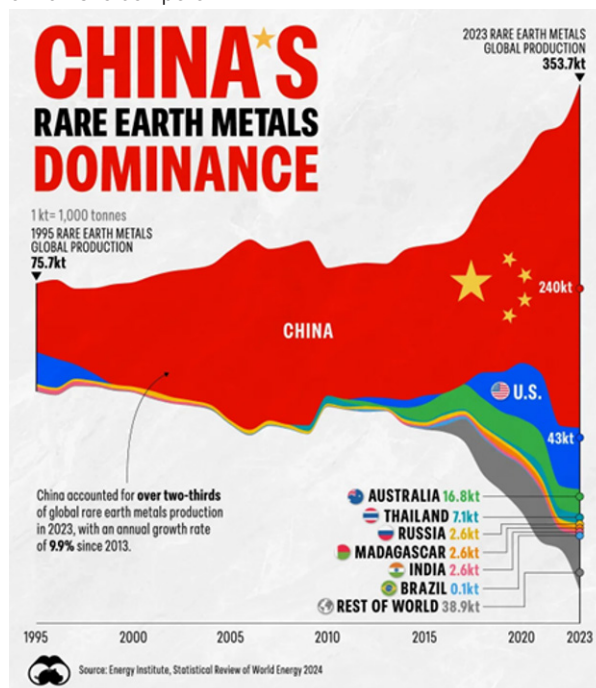 CHINA'S
RARE EARTH METALS
DOMINANCE
2023 RARE EARTH METALS
GLOBAL PRODUCTION
353.7kt
1 kt= 1,000 tonnes
1995 RARE EARTH METALS
GLOBAL PRODUCTION
75.7kt
240kt
CHINA
U.S.
43kt
China accounted for over two-thirds
of global rare earth metals production
in 2023, with an annual growth rate
of 9.9% since 2013.
AUSTRALIA 16.8kt
THAILAND 7.1kt
RUSSIA 2.6kt
MADAGASCAR 2.6kt
INDIA 2.6kt
BRAZIL 0.1kt
REST OF WORLD 38.9kt
1995 2000 2005 2010 2015 2020 2023
Source: Energy Institute, Statistical Review of World Energy 2024